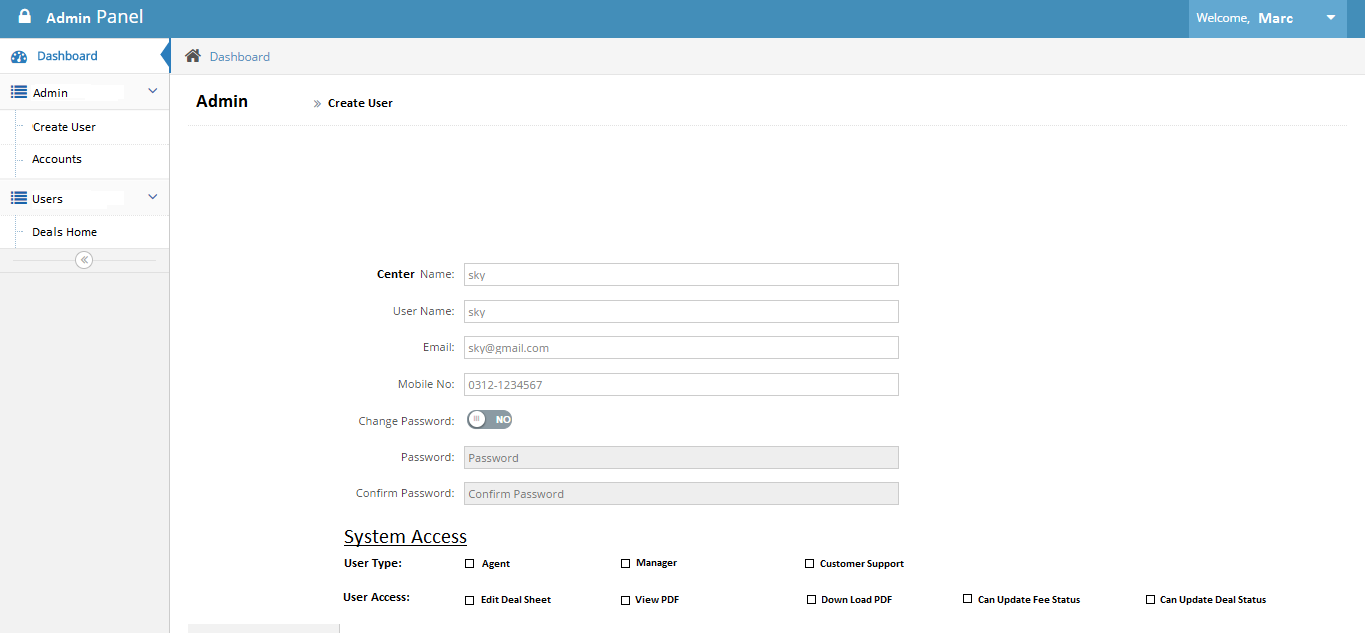 Admin Panel
Welcome, Marc
Dashboard
Dashboard
Admin
Create User
Accounts
Users
Deals Home
Admin
Create User
Center Name: sky
User Name: sky
Email: sky@gmail.com
Mobile No: 0312-1234567
Change Password: NO
Password: Password
Confirm Password: Confirm Password
System Access
User Type: Agent Manager Customer Support
User Access: Edit Deal Sheet View PDF Down Load PDF Can Update Fee Status Can Update Deal Status